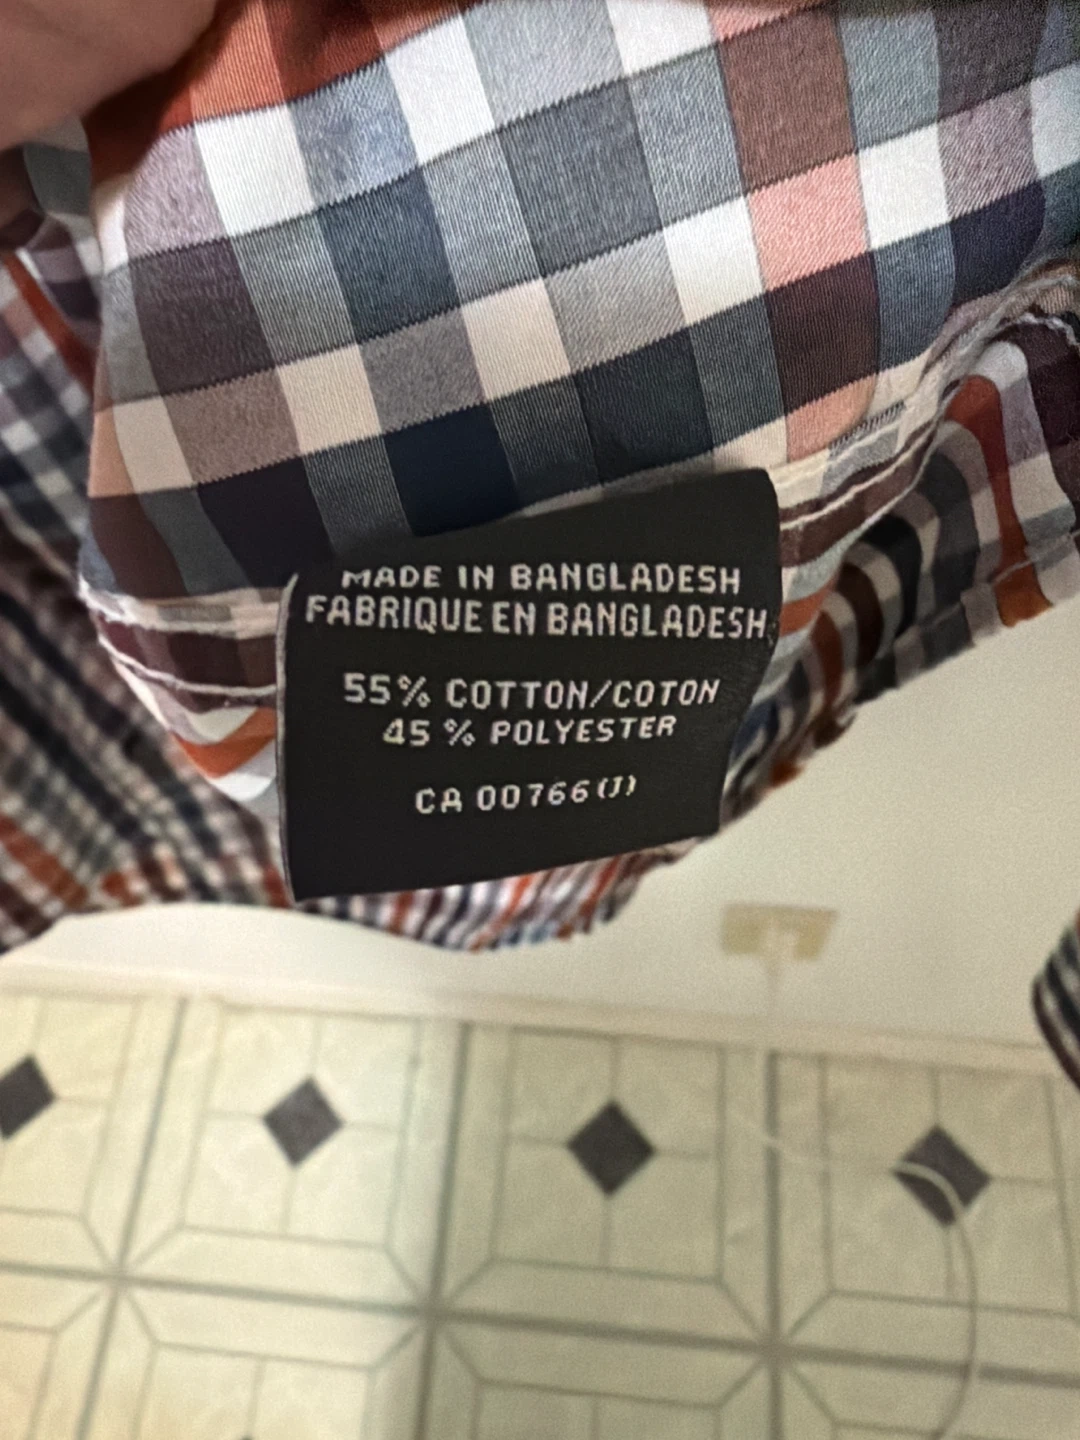 MADE IN BANGLADESH
FABRIQUE EN BANGLADESH
55% COTTON/COTON
45% POLYESTER
CA 00766(J)